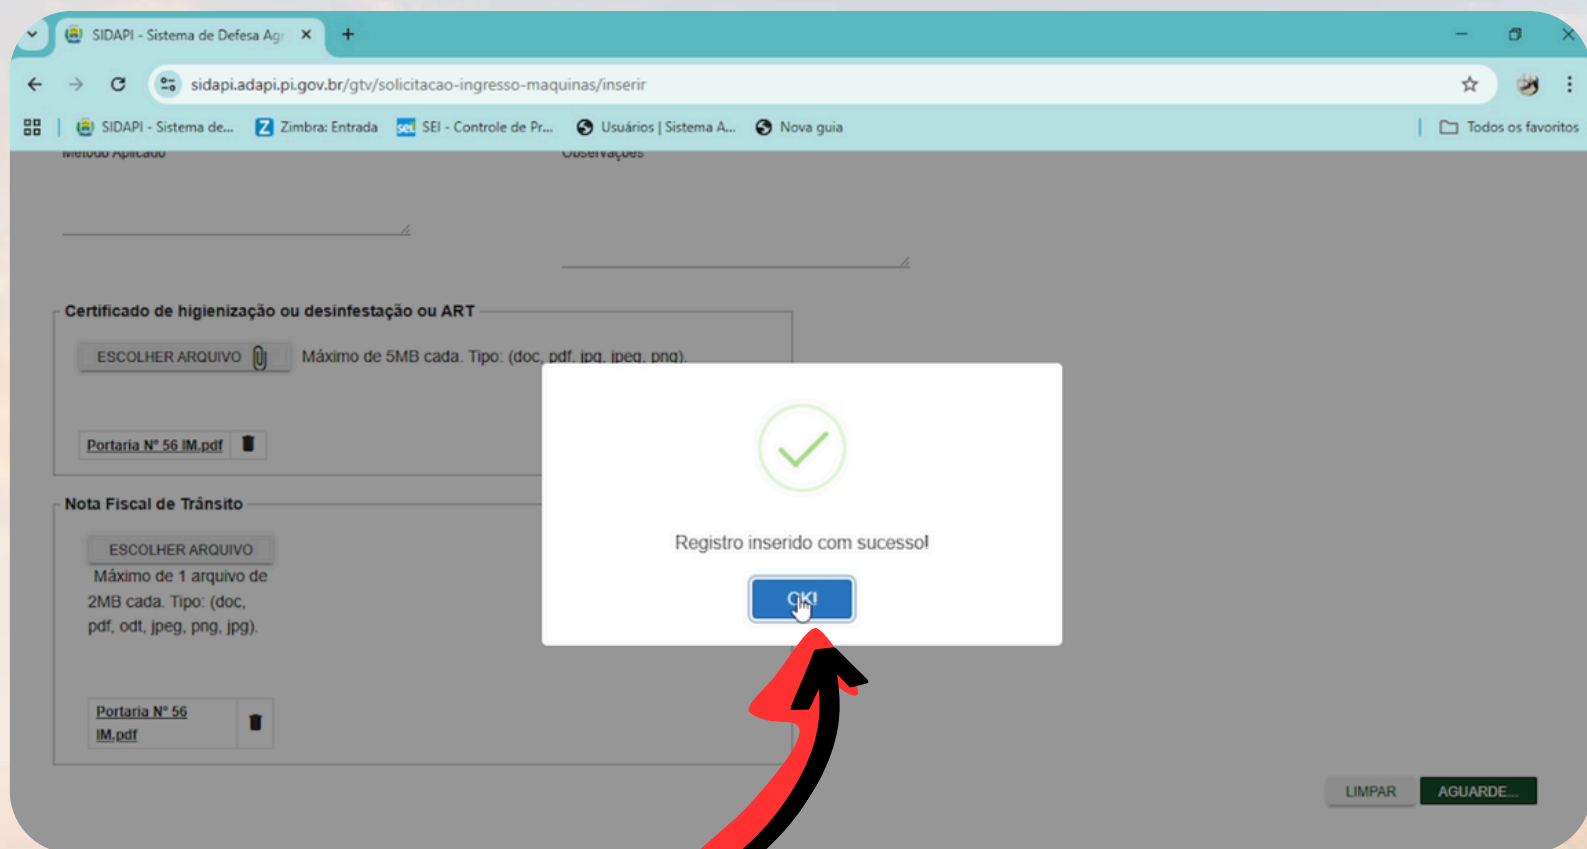 SIDAPI - Sistema de Defesa Agr
sidapi.adapi.pi.gov.br/gtv/solicitacao-ingresso-maquinas/inserir
SIDAPI - Sistema de...
Zimbra: Entrada
SEI - Controle de Pr...
Usuários | Sistema A...
Nova guia
Todos os favoritos
Método Aplicado
Observações
Certificado de higienização ou desinfestação ou ART
ESCOLHER ARQUIVO
Máximo de 5MB cada. Tipo: (doc, pdf, jpg, jpeg, png).
Portaria Nº 56 IM.pdf
Nota Fiscal de Trânsito
ESCOLHER ARQUIVO
Máximo de 1 arquivo de
2MB cada. Tipo: (doc,
pdf, odt, jpeg, png, jpg).
Portaria Nº 56
IM.pdf
Registro inserido com sucesso!
OK!
LIMPAR
AGUARDE...